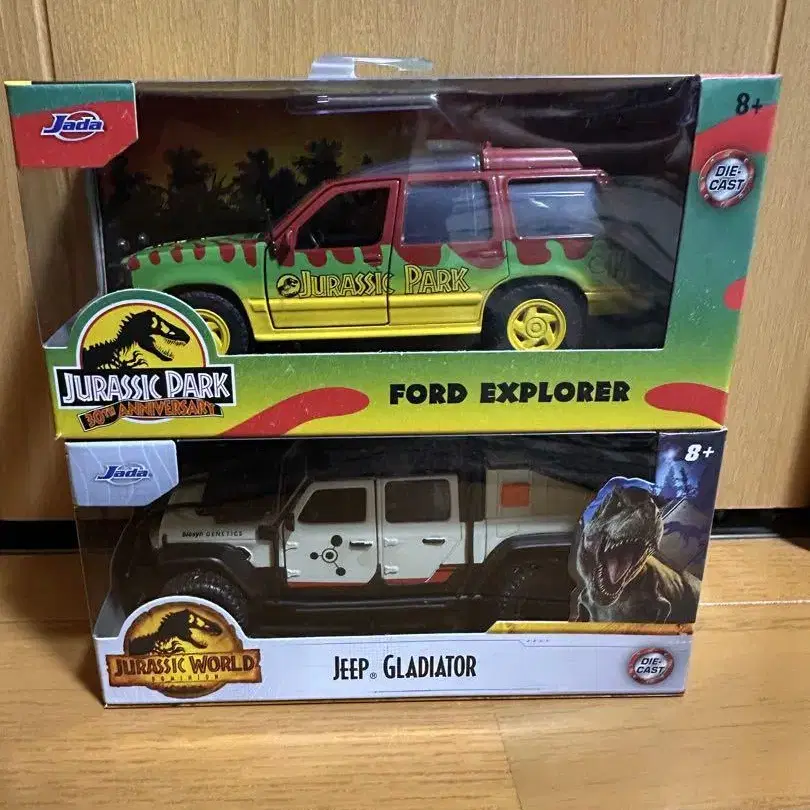 Jada
8+
DIE-
CAST
JURASSIC PARK
JURASSIC PARK
30TH ANNIVERSARY
FORD EXPLORER
Jada
8+
biosyn GENETICS
JURASSIC WORLD
DOMINION
JEEP® GLADIATOR
DIE-
CAST